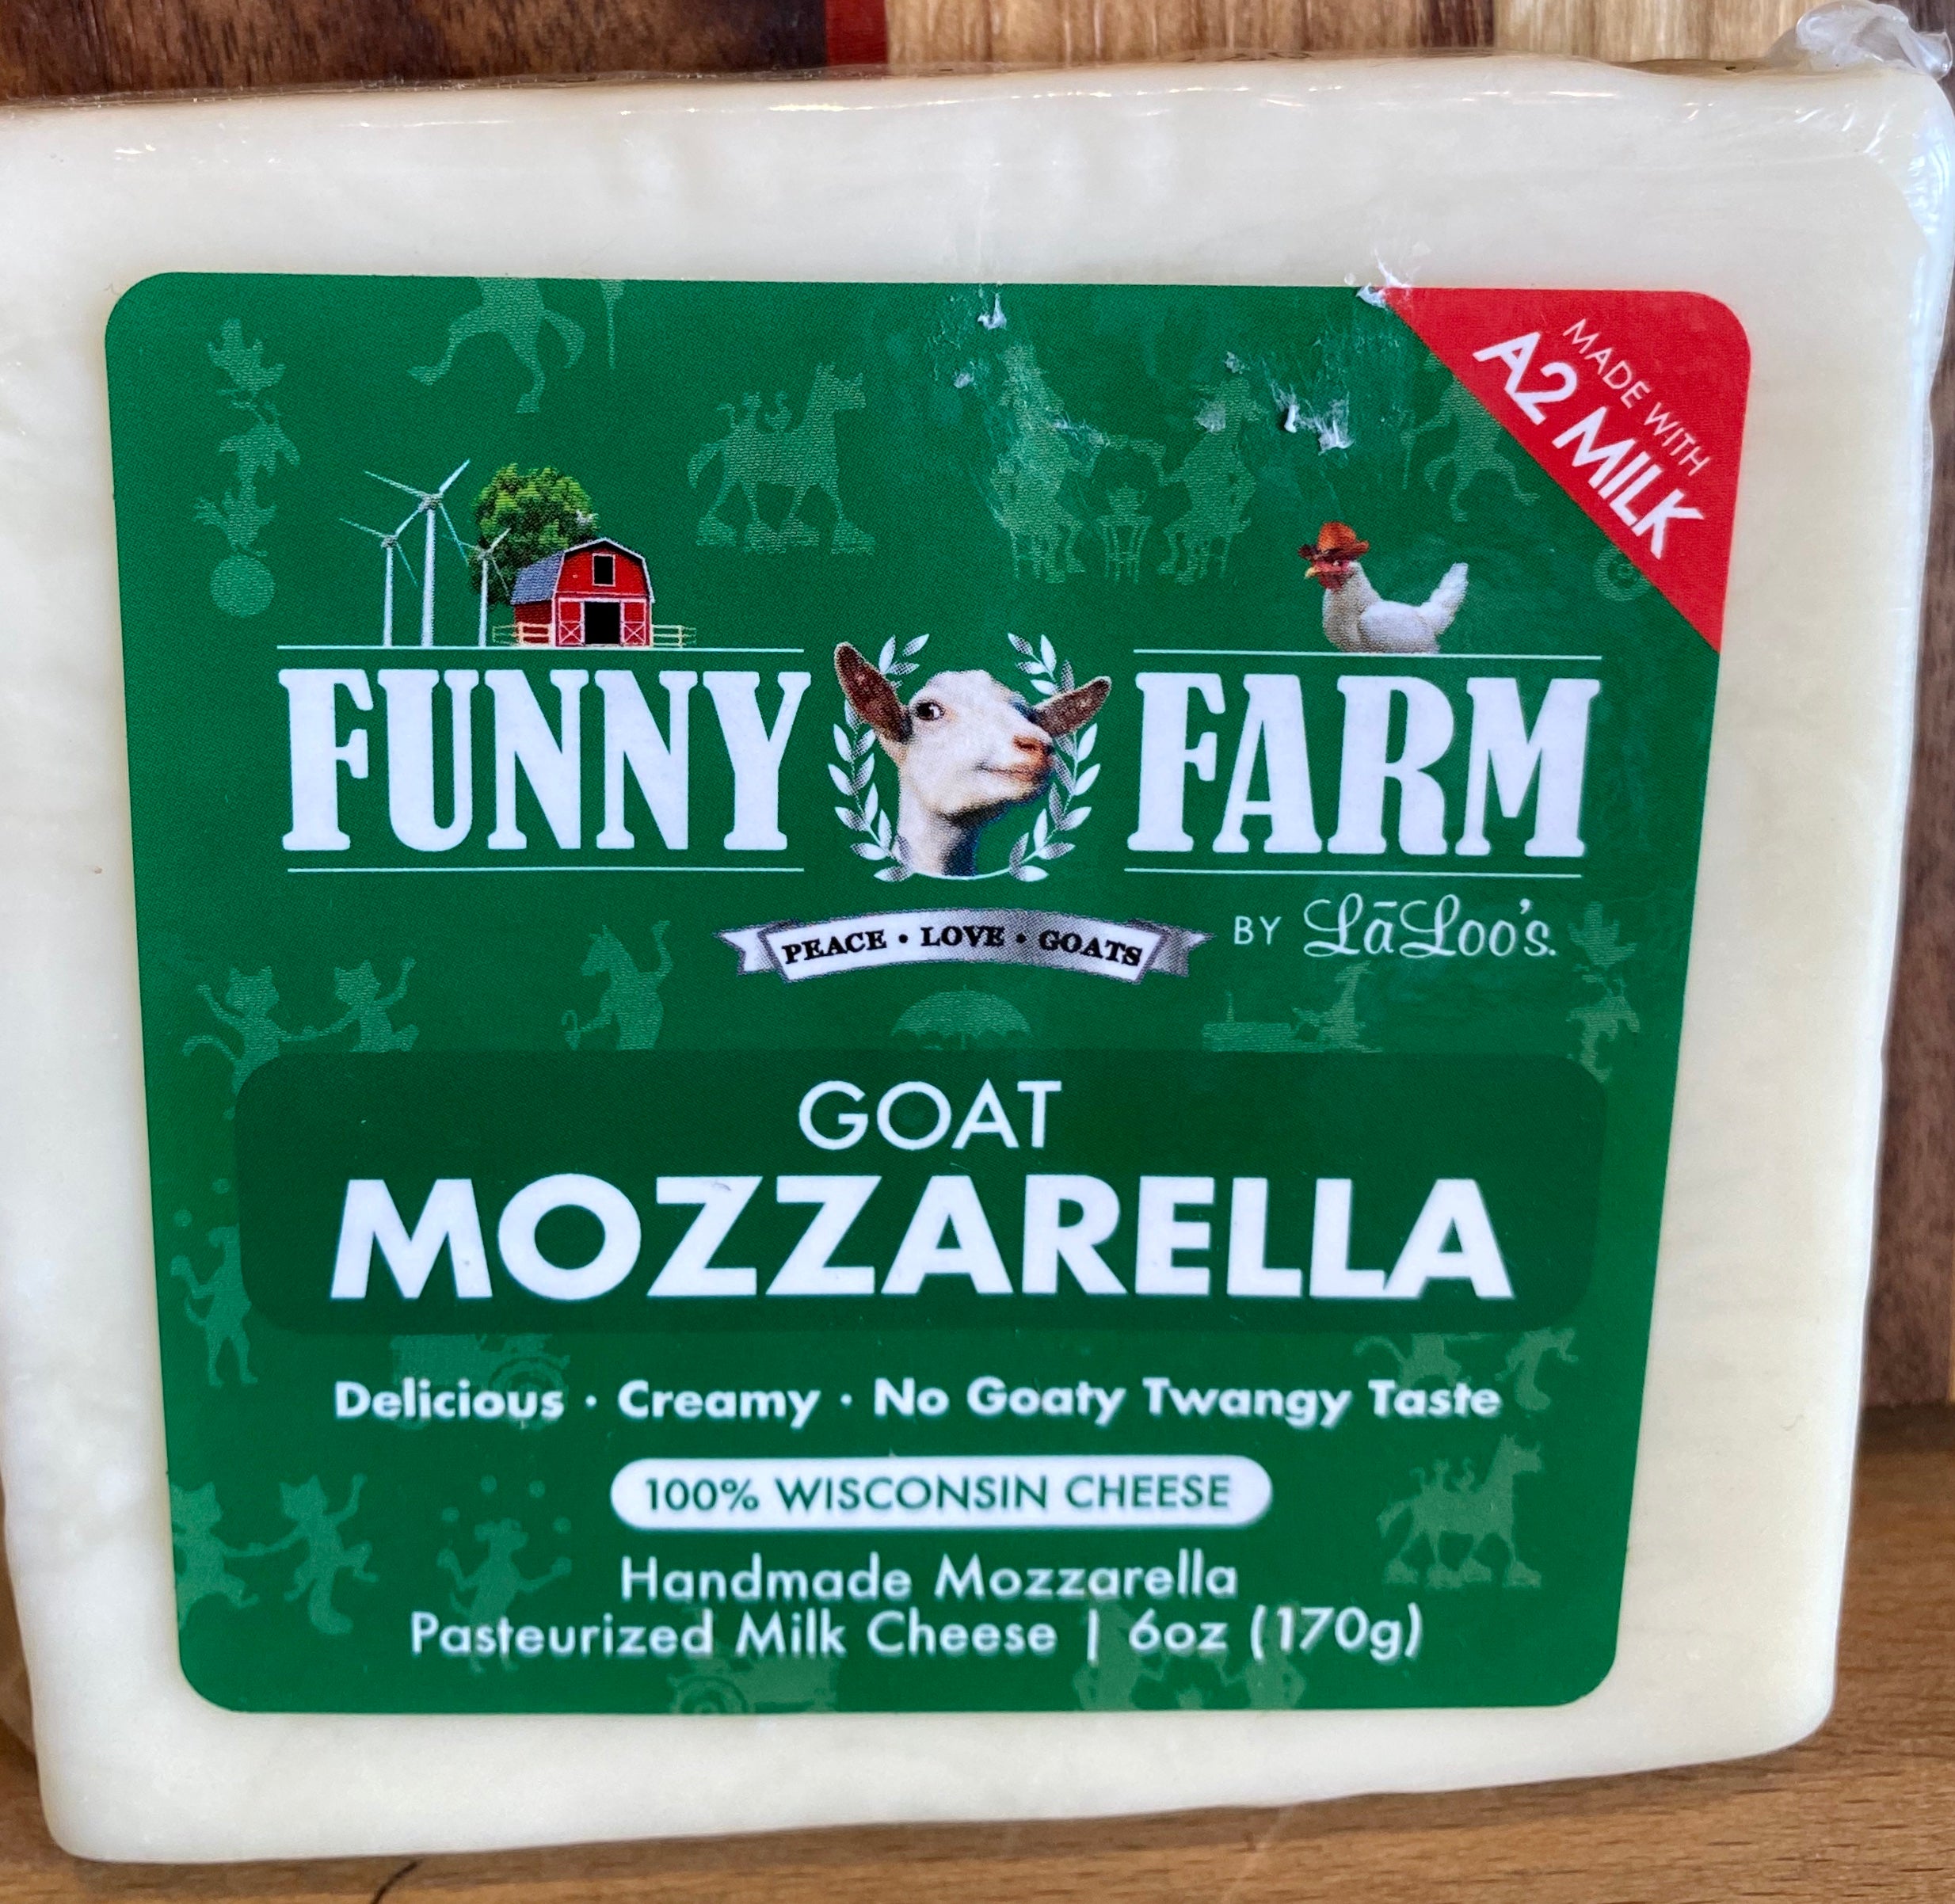 MADE WITH
A2 MILK
FUNNY FARM
PEACE • LOVE • GOATS
BY LāLoo's.
GOAT
MOZZARELLA
Delicious • Creamy • No Goaty Twangy Taste
100% WISCONSIN CHEESE
Handmade Mozzarella
Pasteurized Milk Cheese | 6oz (170g)